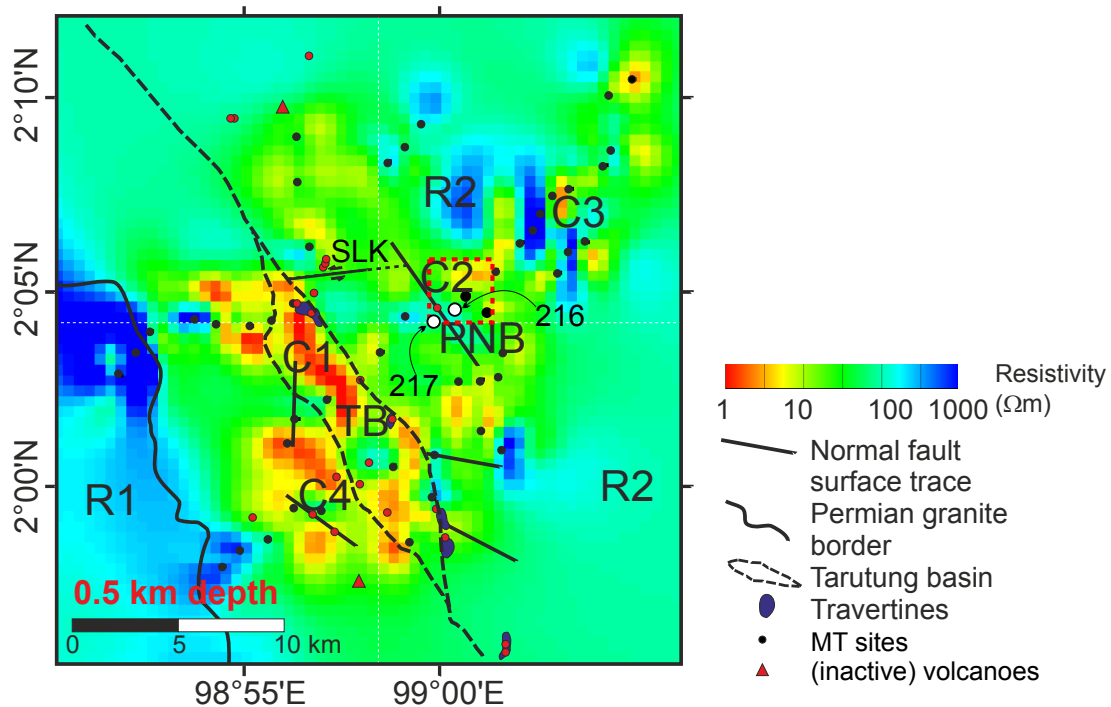 2°10'N
2°05'N
2°00'N
98°55'E
99°00'E
R2
C3
SLK
C2
216
PNB
217
C1
TB
C4
R1
R2
0.5 km depth
0
5
10 km
Resistivity
(Ωm)
1
10
100
1000
Normal fault
surface trace
Permian granite
border
Tarutung basin
Travertines
MT sites
(inactive) volcanoes